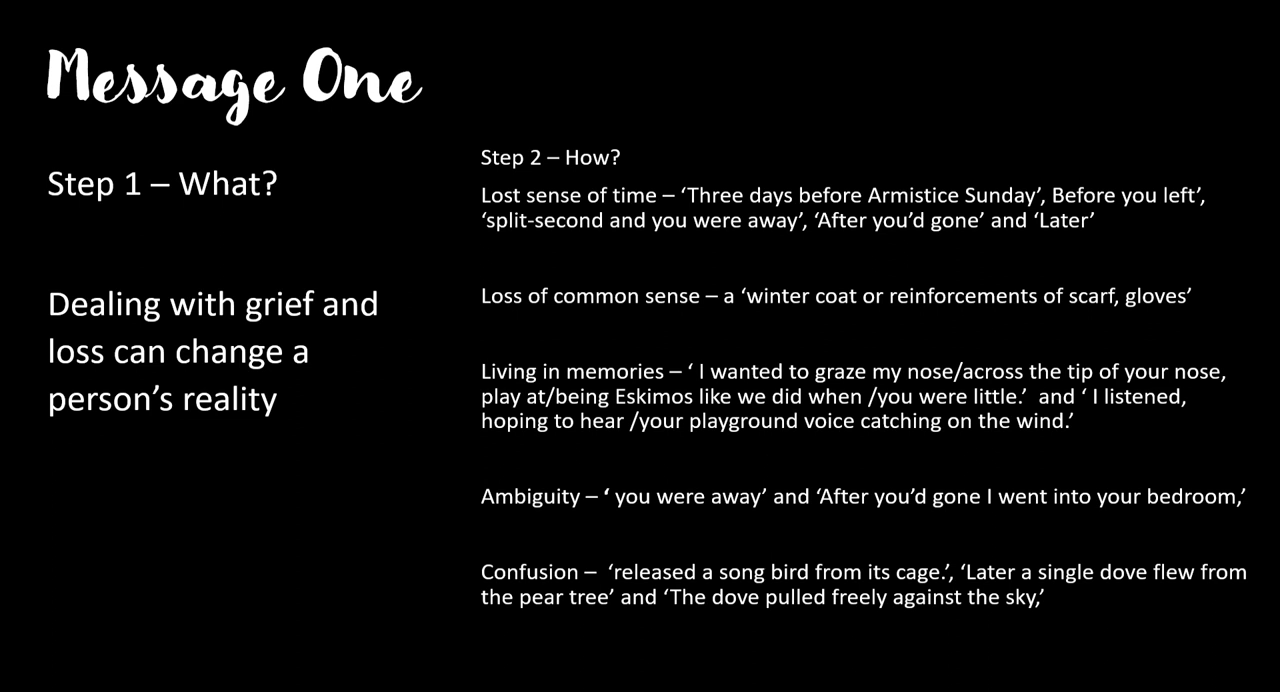 Message One
Step 1 – What?
Dealing with grief and
loss can change a
person’s reality
Step 2 – How?
Lost sense of time – ‘Three days before Armistice Sunday’, Before you left’,
‘split-second and you were away’, ‘After you’d gone’ and ‘Later’
Loss of common sense – a ‘winter coat or reinforcements of scarf, gloves’
Living in memories – ‘ I wanted to graze my nose/across the tip of your nose,
play at/being Eskimos like we did when /you were little.’  and ‘ I listened,
hoping to hear /your playground voice catching on the wind.’
Ambiguity – ‘ you were away’ and ‘After you’d gone I went into your bedroom,’
Confusion –  ‘released a song bird from its cage.’, ‘Later a single dove flew from
the pear tree’ and ‘The dove pulled freely against the sky,’